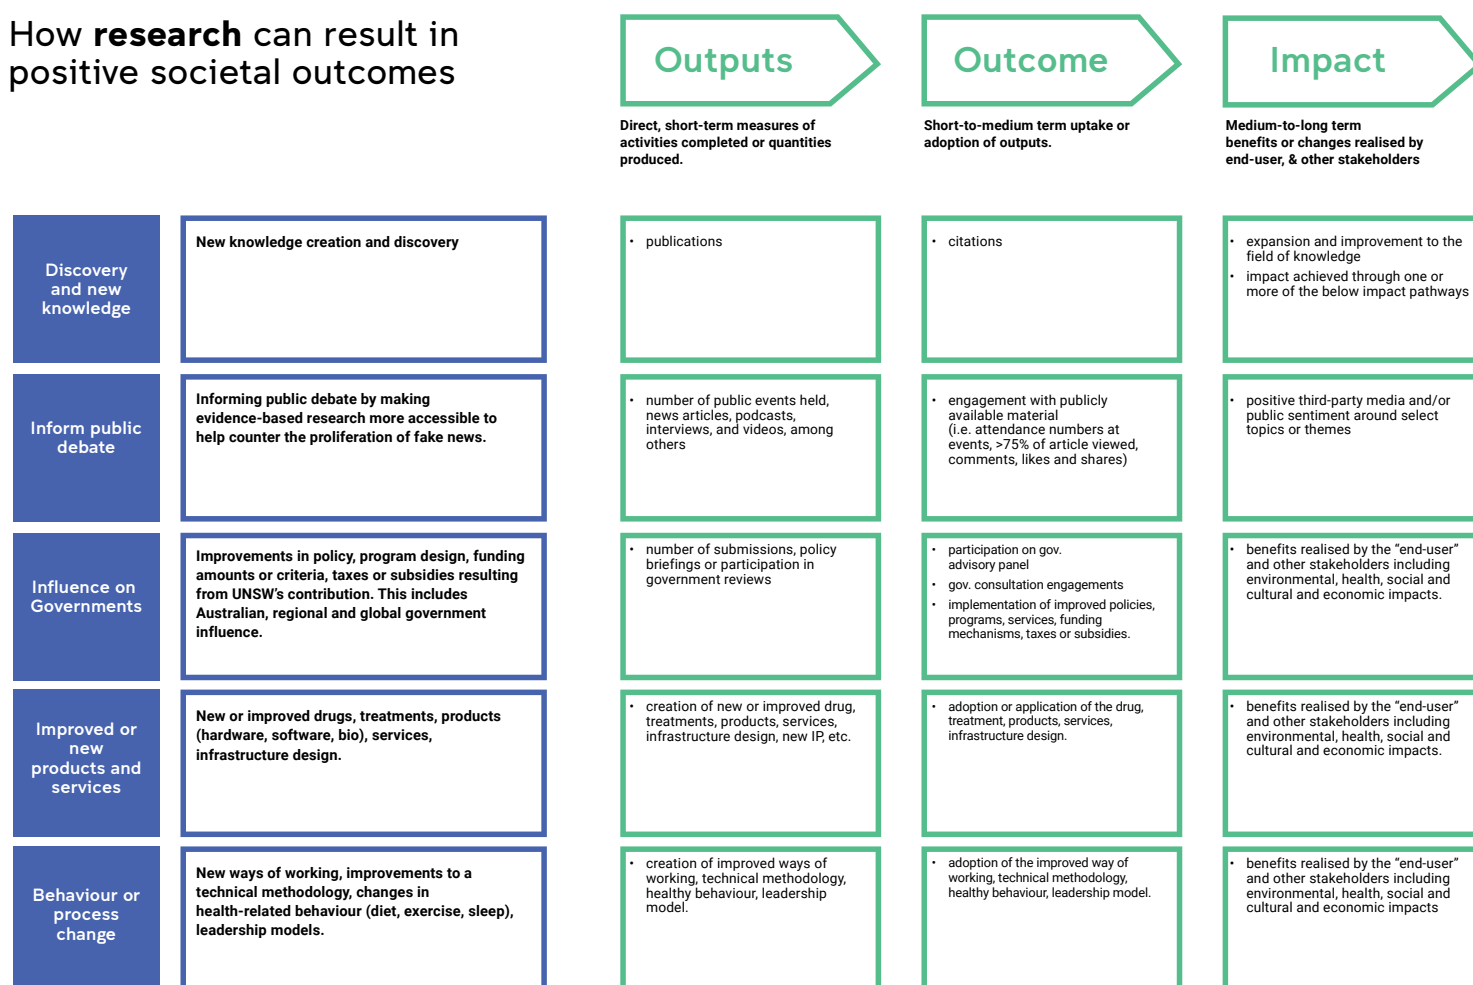 How research can result in
positive societal outcomes
Outputs
Direct, short-term measures of
activities completed or quantities
produced.
Outcome
Short-to-medium term uptake or
adoption of outputs.
Impact
Medium-to-long term
benefits or changes realised by
end-user, & other stakeholders
Discovery
and new
knowledge
New knowledge creation and discovery
• publications
• citations
• expansion and improvement to the
field of knowledge
• impact achieved through one or
more of the below impact pathways
Inform public
debate
Informing public debate by making
evidence-based research more accessible to
help counter the proliferation of fake news.
• number of public events held,
news articles, podcasts,
interviews, and videos, among
others
• engagement with publicly
available material
(i.e. attendance numbers at
events, >75% of article viewed,
comments, likes and shares)
• positive third-party media and/or
public sentiment around select
topics or themes
Influence on
Governments
Improvements in policy, program design, funding
amounts or criteria, taxes or subsidies resulting
from UNSW's contribution. This includes
Australian, regional and global government
influence.
• number of submissions, policy
briefings or participation in
government reviews
• participation on gov.
advisory panel
• gov. consultation engagements
• implementation of improved policies,
programs, services, funding
mechanisms, taxes or subsidies.
• benefits realised by the “end-user”
and other stakeholders including
environmental, health, social and
cultural and economic impacts.
Improved or
new
products and
services
New or improved drugs, treatments, products
(hardware, software, bio), services,
infrastructure design.
• creation of new or improved drug,
treatments, products, services,
infrastructure design, new IP, etc.
• adoption or application of the drug,
treatment, products, services,
infrastructure design.
• benefits realised by the “end-user”
and other stakeholders including
environmental, health, social and
cultural and economic impacts.
Behaviour or
process
change
New ways of working, improvements to a
technical methodology, changes in
health-related behaviour (diet, exercise, sleep),
leadership models.
• creation of improved ways of
working, technical methodology,
healthy behaviour, leadership
model.
• adoption of the improved way of
working, technical methodology,
healthy behaviour, leadership model.
• benefits realised by the “end-user”
and other stakeholders including
environmental, health, social and
cultural and economic impacts